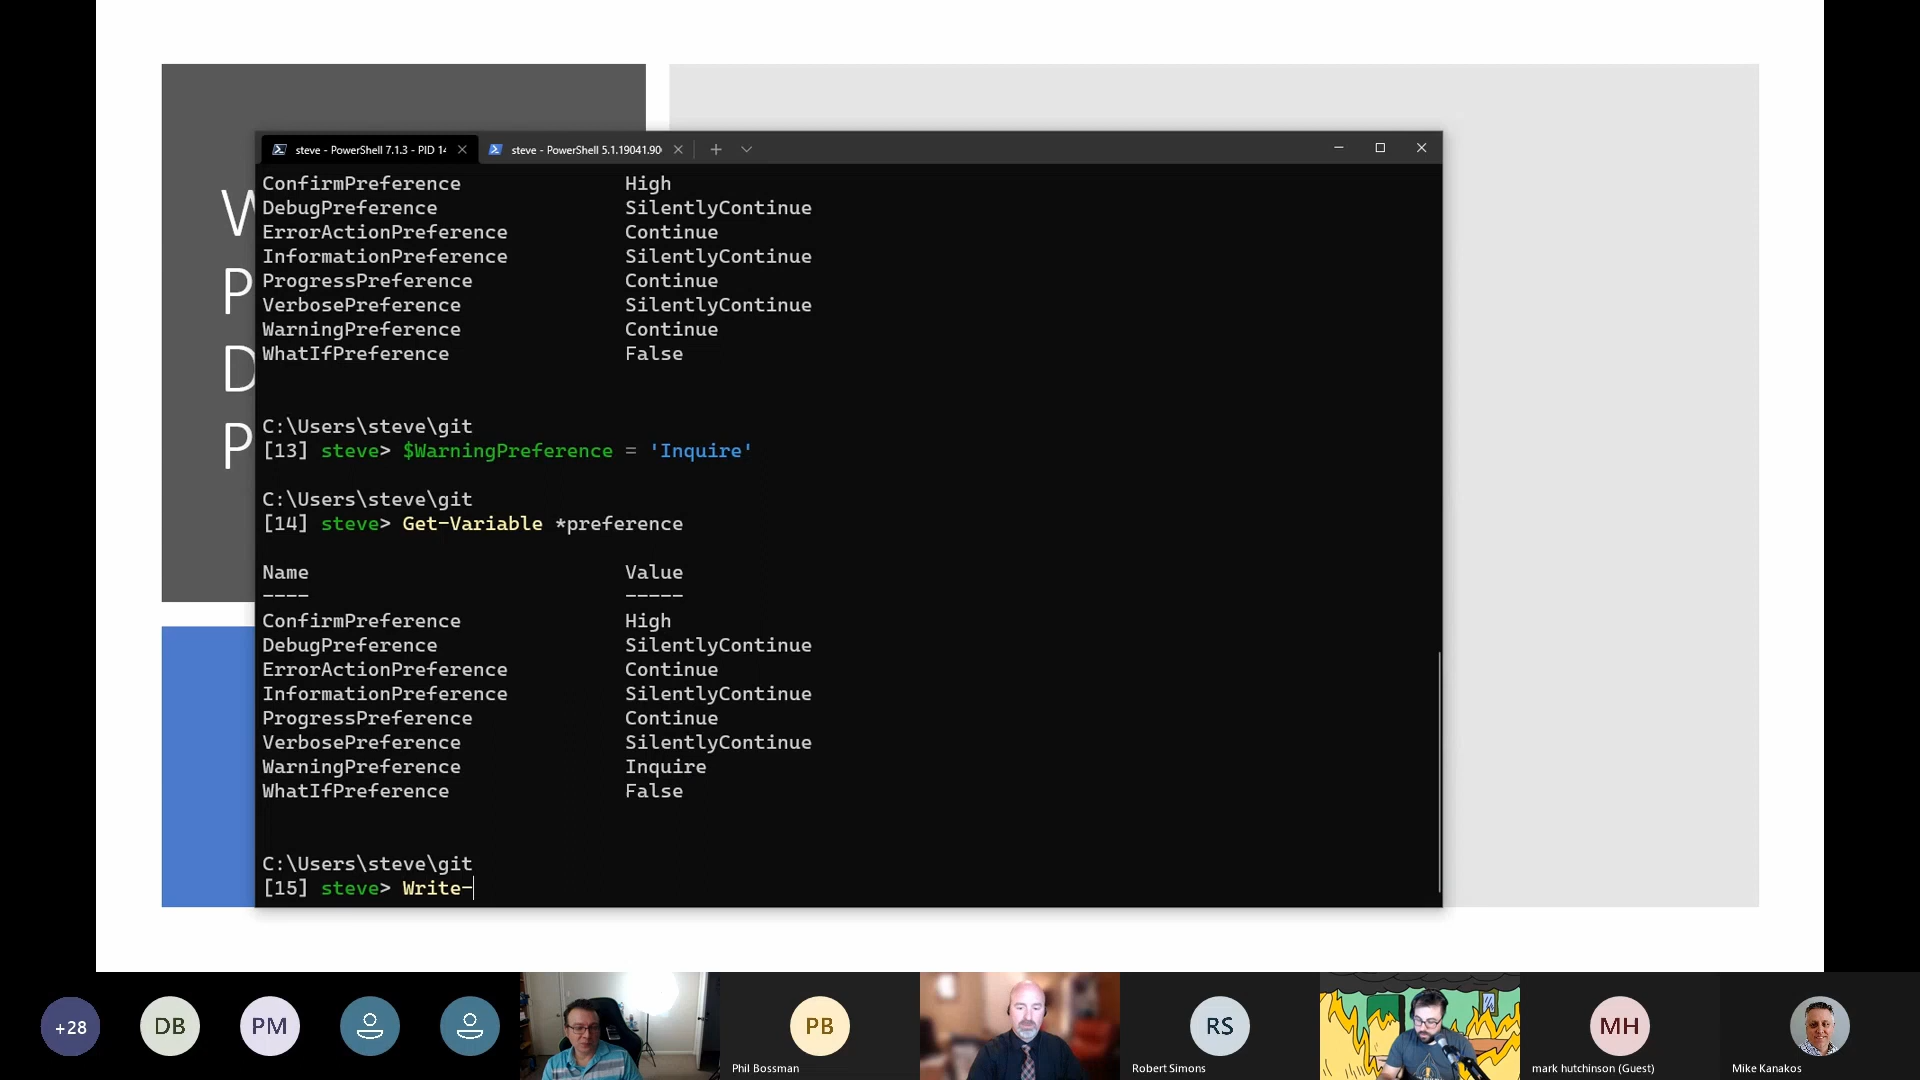 W
P
D
P
steve - PowerShell 7.1.3 - PID 14
steve - PowerShell 5.1.19041.90
ConfirmPreference High
DebugPreference SilentlyContinue
ErrorActionPreference Continue
InformationPreference SilentlyContinue
ProgressPreference Continue
VerbosePreference SilentlyContinue
WarningPreference Continue
WhatIfPreference False
C:\Users\steve\git
[13] steve> $WarningPreference = 'Inquire'
C:\Users\steve\git
[14] steve> Get-Variable *preference
Name Value
---- -----
ConfirmPreference High
DebugPreference SilentlyContinue
ErrorActionPreference Continue
InformationPreference SilentlyContinue
ProgressPreference Continue
VerbosePreference SilentlyContinue
WarningPreference Inquire
WhatIfPreference False
C:\Users\steve\git
[15] steve> Write-
+28
DB
PM
PB
Phil Bossman
RS
Robert Simons
MH
mark hutchinson (Guest)
Mike Kanakos